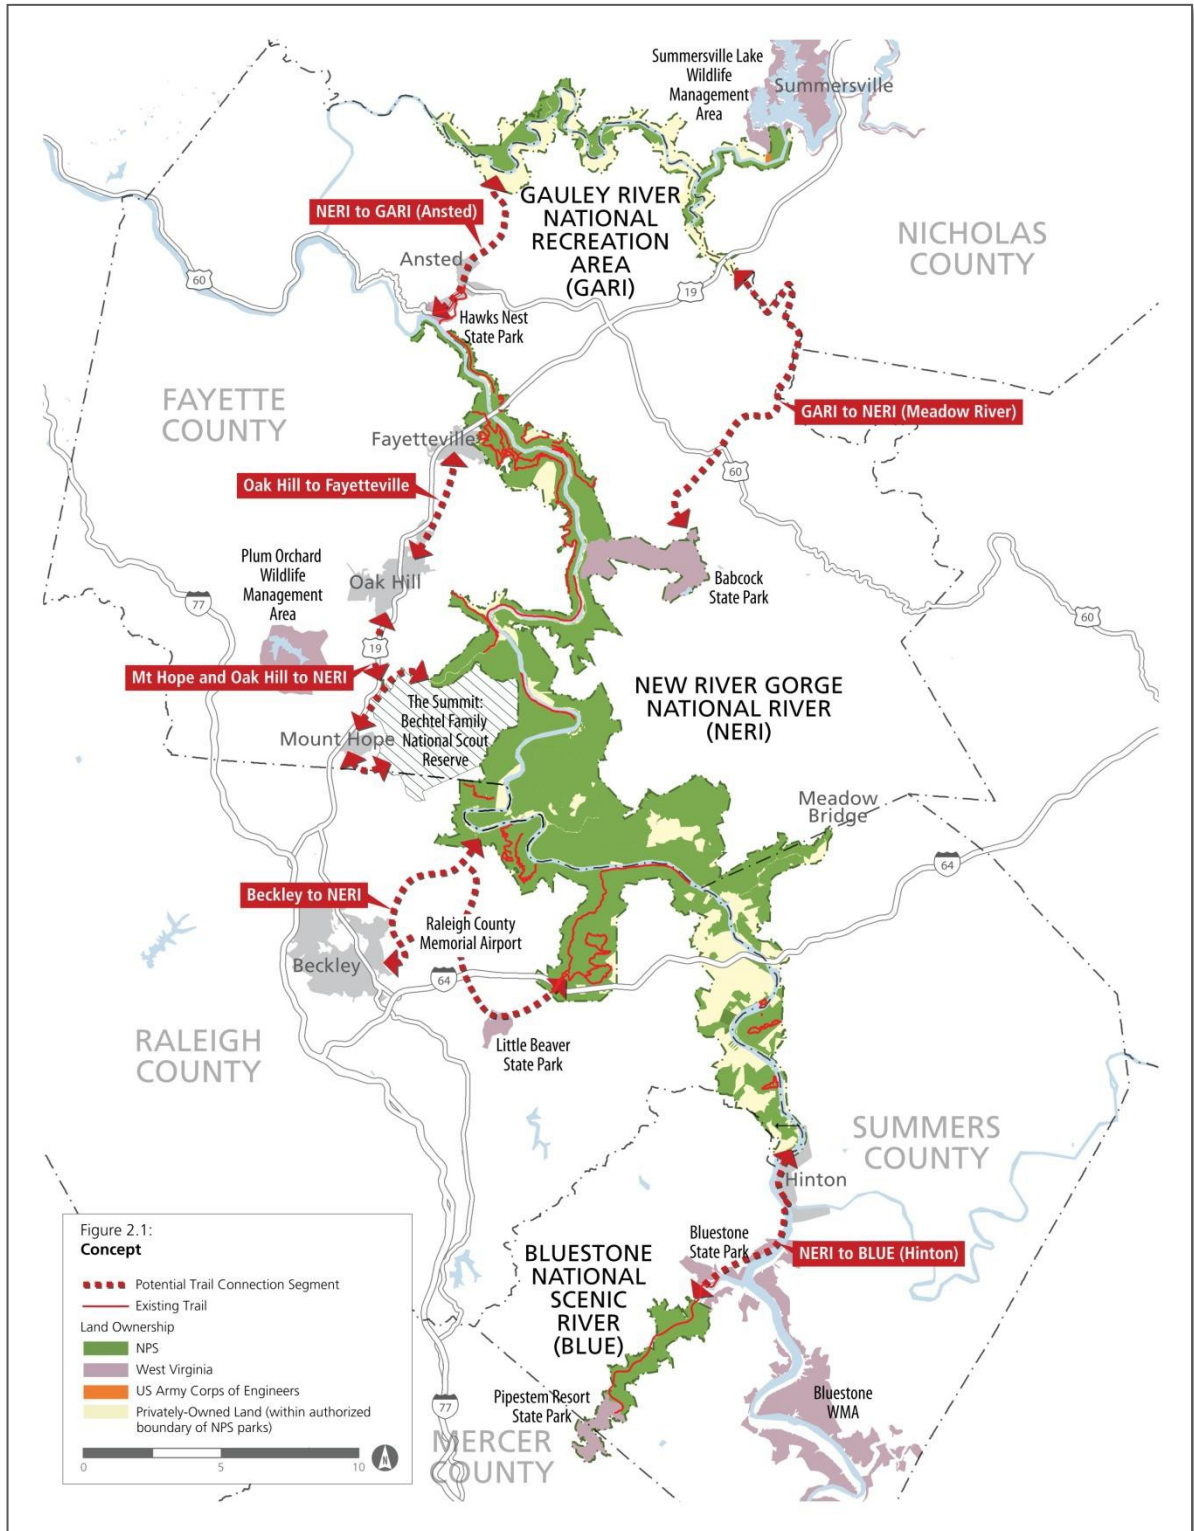 Summersville Lake
Wildlife
Management
Area
Summersville
NERI to GARI (Ansted)
GAULEY RIVER
NATIONAL
RECREATION
AREA
(GARI)
NICHOLAS
COUNTY
Ansted
60
19
Hawks Nest
State Park
FAYETTE
COUNTY
GARI to NERI (Meadow River)
Fayetteville
60
Oak Hill to Fayetteville
Plum Orchard
Wildlife
Management
Area
Oak Hill
Babcock
State Park
77
60
19
Mt Hope and Oak Hill to NERI
The Summit:
Bechtel Family
National Scout
Reserve
NEW RIVER GORGE
NATIONAL RIVER
(NERI)
Mount Hope
Meadow
Bridge
64
Beckley to NERI
Raleigh County
Memorial Airport
Beckley
64
RALEIGH
COUNTY
Little Beaver
State Park
SUMMERS
COUNTY
Hinton
Bluestone
State Park
NERI to BLUE (Hinton)
BLUESTONE
NATIONAL
SCENIC
RIVER
(BLUE)
Pipestem Resort
State Park
Bluestone
WMA
77
MERCER
COUNTY
Figure 2.1:
Concept
Potential Trail Connection Segment
Existing Trail
Land Ownership
NPS
West Virginia
US Army Corps of Engineers
Privately-Owned Land (within authorized
boundary of NPS parks)
0 5 10
N